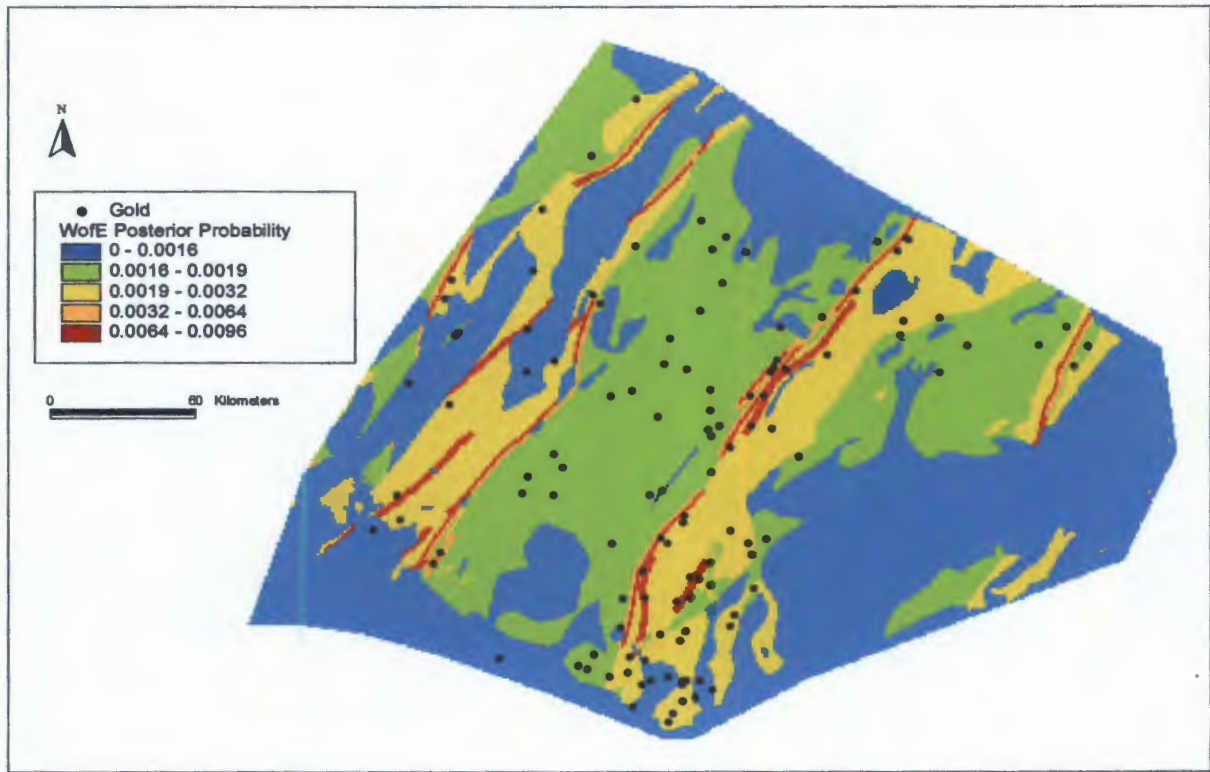 N
Gold
WofE Posterior Probability
0 - 0.0016
0.0016 - 0.0019
0.0019 - 0.0032
0.0032 - 0.0064
0.0064 - 0.0096
0 60 Kilometers